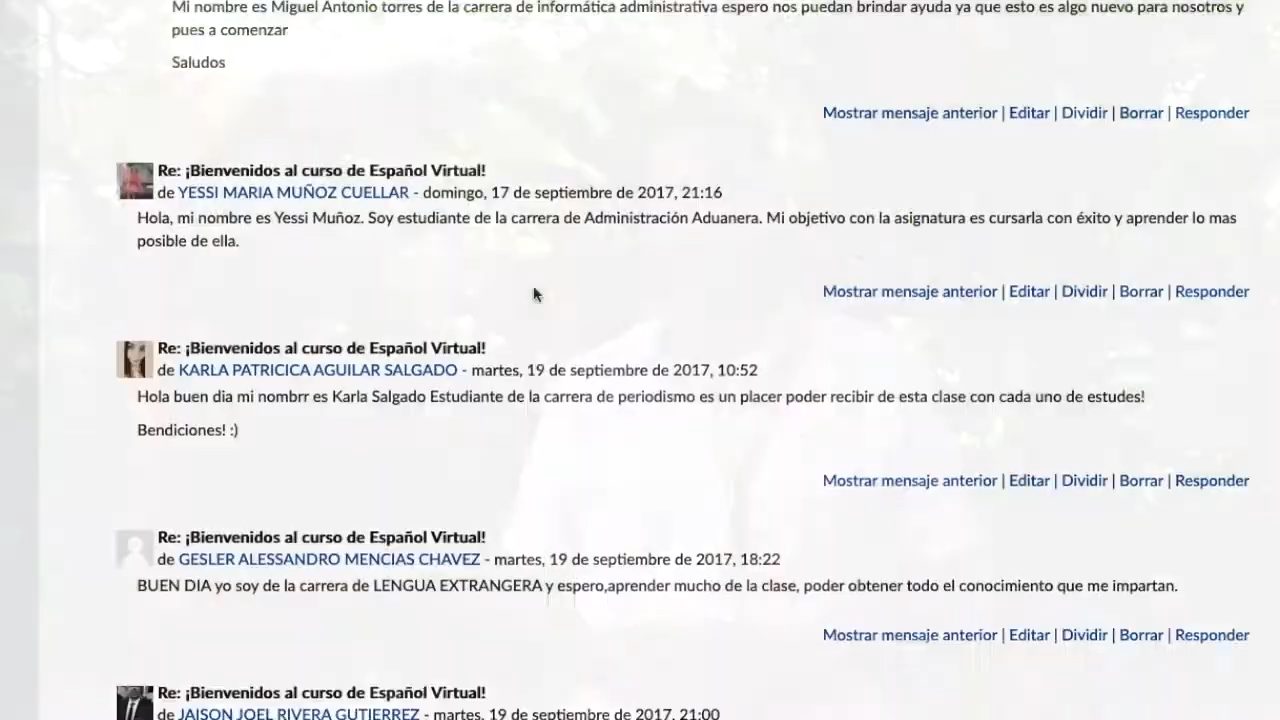 Mi nombre es Miguel Antonio torres de la carrera de informática administrativa espero nos puedan brindar ayuda ya que esto es algo nuevo para nosotros y
pues a comenzar
Saludos
Mostrar mensaje anterior | Editar | Dividir | Borrar | Responder
Re: ¡Bienvenidos al curso de Español Virtual!
de YESSI MARIA MUÑOZ CUELLAR - domingo, 17 de septiembre de 2017, 21:16
Hola, mi nombre es Yessi Muñoz. Soy estudiante de la carrera de Administración Aduanera. Mi objetivo con la asignatura es cursarla con éxito y aprender lo mas
posible de ella.
Mostrar mensaje anterior | Editar | Dividir | Borrar | Responder
Re: ¡Bienvenidos al curso de Español Virtual!
de KARLA PATRICICA AGUILAR SALGADO - martes, 19 de septiembre de 2017, 10:52
Hola buen dia mi nombrr es Karla Salgado Estudiante de la carrera de periodismo es un placer poder recibir de esta clase con cada uno de estudes!
Bendiciones! :)
Mostrar mensaje anterior | Editar | Dividir | Borrar | Responder
Re: ¡Bienvenidos al curso de Español Virtual!
de GESLER ALESSANDRO MENCIAS CHAVEZ - martes, 19 de septiembre de 2017, 18:22
BUEN DIA yo soy de la carrera de LENGUA EXTRANGERA y espero,aprender mucho de la clase, poder obtener todo el conocimiento que me impartan.
Mostrar mensaje anterior | Editar | Dividir | Borrar | Responder
Re: ¡Bienvenidos al curso de Español Virtual!
de JAISON JOEL RIVERA GUTIERREZ - martes, 19 de septiembre de 2017, 21:00